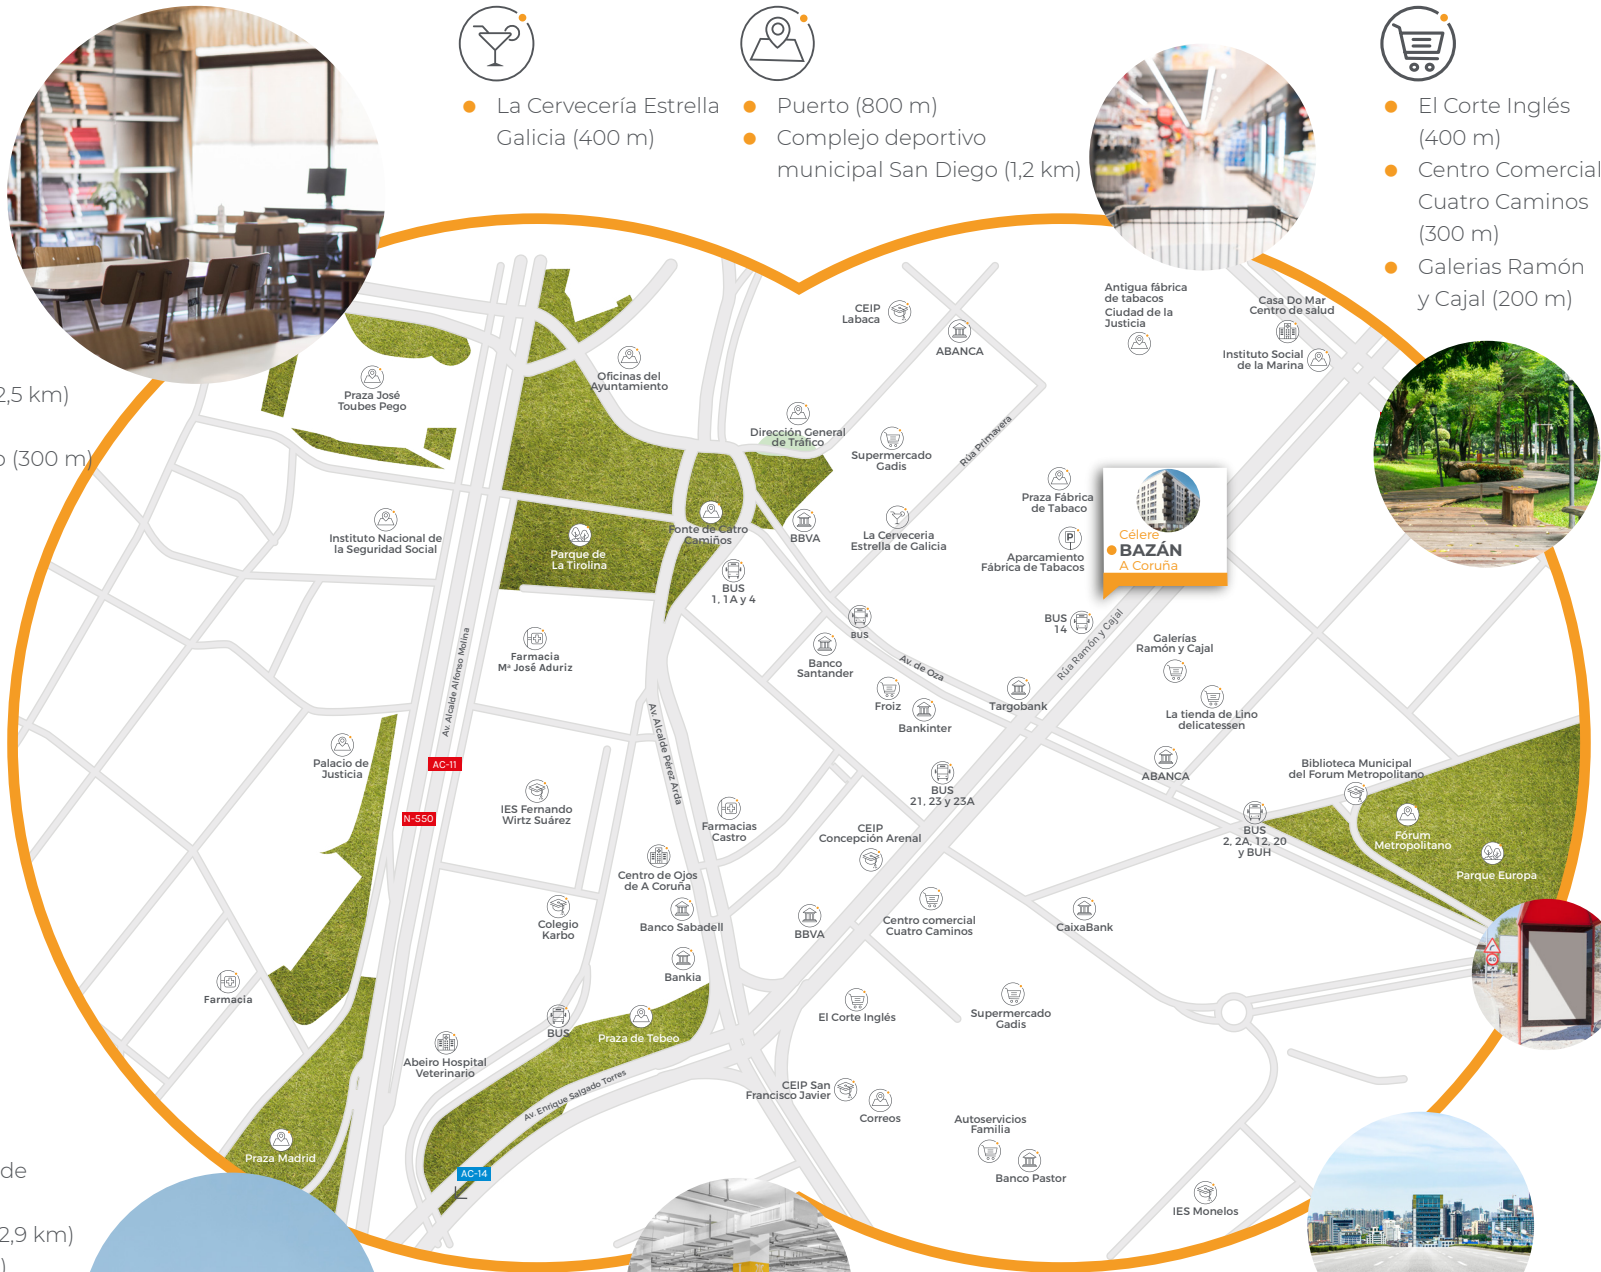 La Cervecería Estrella
Galicia (400 m)
Puerto (800 m)
Complejo deportivo
municipal San Diego (1,2 km)
El Corte Inglés
(400 m)
Centro Comercial
Cuatro Caminos
(300 m)
Galerias Ramón
y Cajal (200 m)
2,5 km)
(300 m)
de
2,9 km)
CEIP
Labaca
ABANCA
Antigua fábrica
de tabacos
Ciudad de la
Justicia
Casa Do Mar
Centro de salud
Instituto Social
de la Marina
Oficinas del
Ayuntamiento
Praza José
Toubes Pego
Dirección General
de Tráfico
Supermercado
Gadis
Rúa Primavera
Praza Fábrica
de Tabaco
Célere
BAZÁN
A Coruña
Instituto Nacional de
la Seguridad Social
Parque de
La Tirolina
Fonte de Catro
Camiños
BBVA
La Cerveceria
Estrella de Galicia
P
Aparcamiento
Fábrica de Tabacos
BUS
1, 1A y 4
BUS
BUS
14
Rúa Ramón y Cajal
Galerías
Ramón y Cajal
Farmacia
Mª José Aduriz
Banco
Santander
Av de Oza
Froiz
Bankinter
Targobank
La tienda de Lino
delicatessen
Av. Alcalde Alfonso Molina
Av. Alcalde Pérez Arda
Palacio de
Justicia
AC-11
N-550
IES Fernando
Wirtz Suárez
Farmacias
Castro
BUS
21, 23 y 23A
ABANCA
Biblioteca Municipal
del Forum Metropolitano
CEIP
Concepción Arenal
BUS
2, 2A, 12, 20
y BUH
Fórum
Metropolitano
Parque Europa
Centro de Ojos
de A Coruña
Colegio
Karbo
Banco Sabadell
BBVA
Centro comercial
Cuatro Caminos
CaixaBank
40
Bankia
Farmacia
El Corte Inglés
Supermercado
Gadis
BUS
Praza de Tebeo
Abeiro Hospital
Veterinario
Av. Enrique Salgado Torres
CEIP San
Francisco Javier
Correos
Autoservicios
Familia
Banco Pastor
Praza Madrid
AC-14
IES Monelos